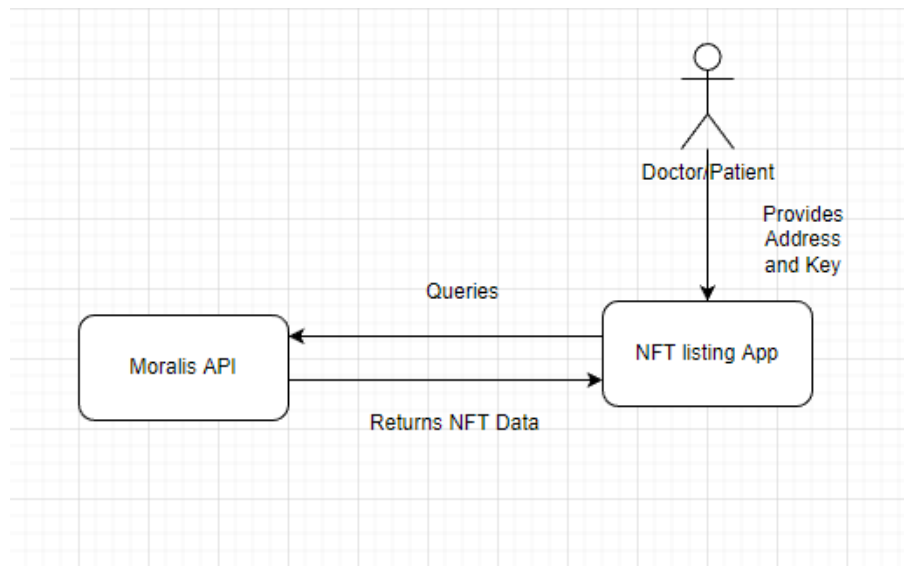 Doctor/Patient
Provides
Address
and Key
Queries
NFT listing App
Moralis API
Returns NFT Data